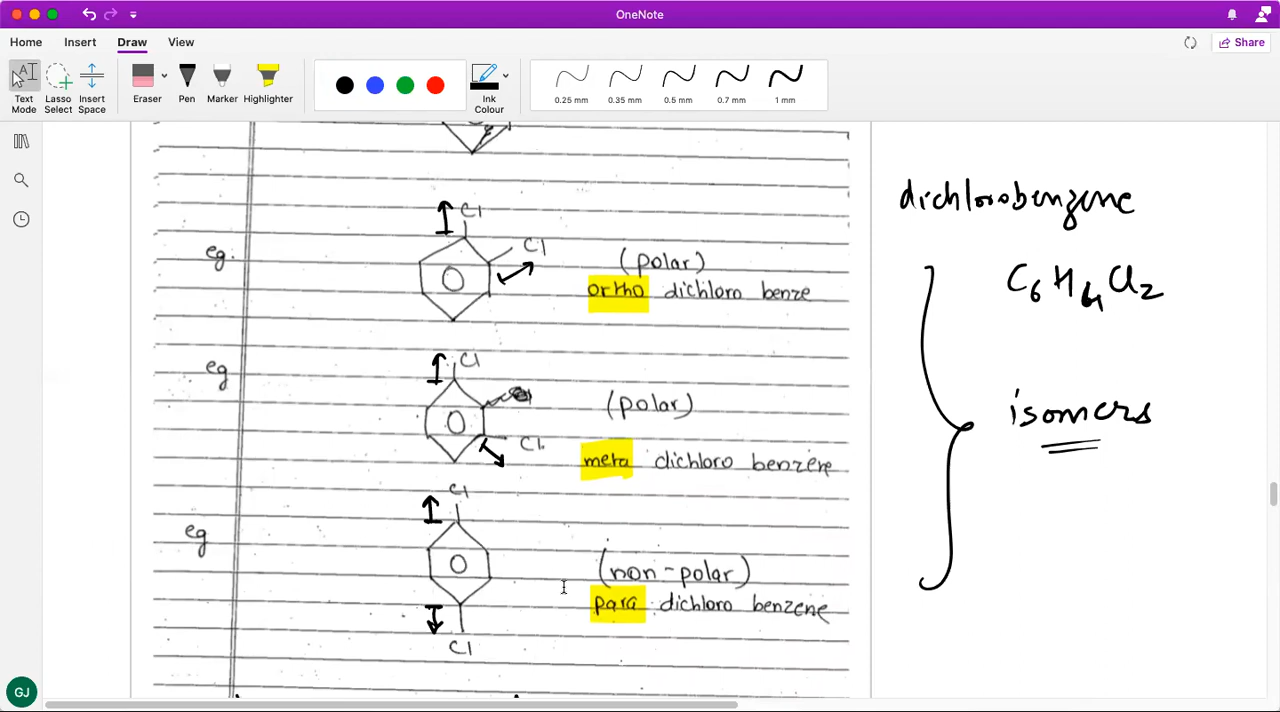 OneNote
Home Insert Draw View
Share
Text Mode
Lasso Select
Insert Space
Eraser
Pen
Marker
Highlighter
Ink Colour
0.25 mm
0.35 mm
0.5 mm
0.7 mm
1 mm
dichlorobenzene
C6H4Cl2
isomers
eg.
Cl
Cl
(polar)
ortho dichloro benze
eg
Cl
Cl
(polar)
meta dichloro benzene
eg
Cl
Cl
(non-polar)
para dichloro benzene
GJ